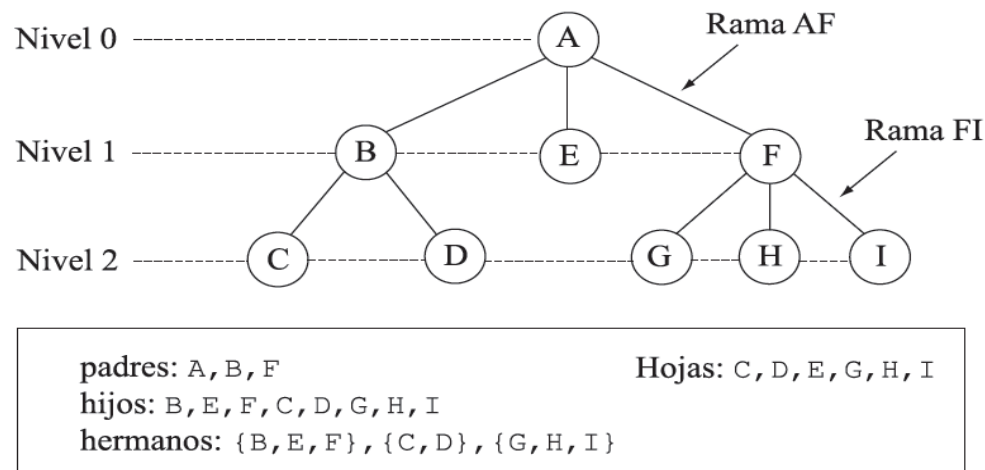 Nivel 0
A
Rama AF
Nivel 1
B
E
F
Rama FI
Nivel 2
C
D
G
H
I
padres: A, B, F
Hojas: C, D, E, G, H, I
hijos: B, E, F, C, D, G, H, I
hermanos: {B, E, F}, {C, D}, {G, H, I}